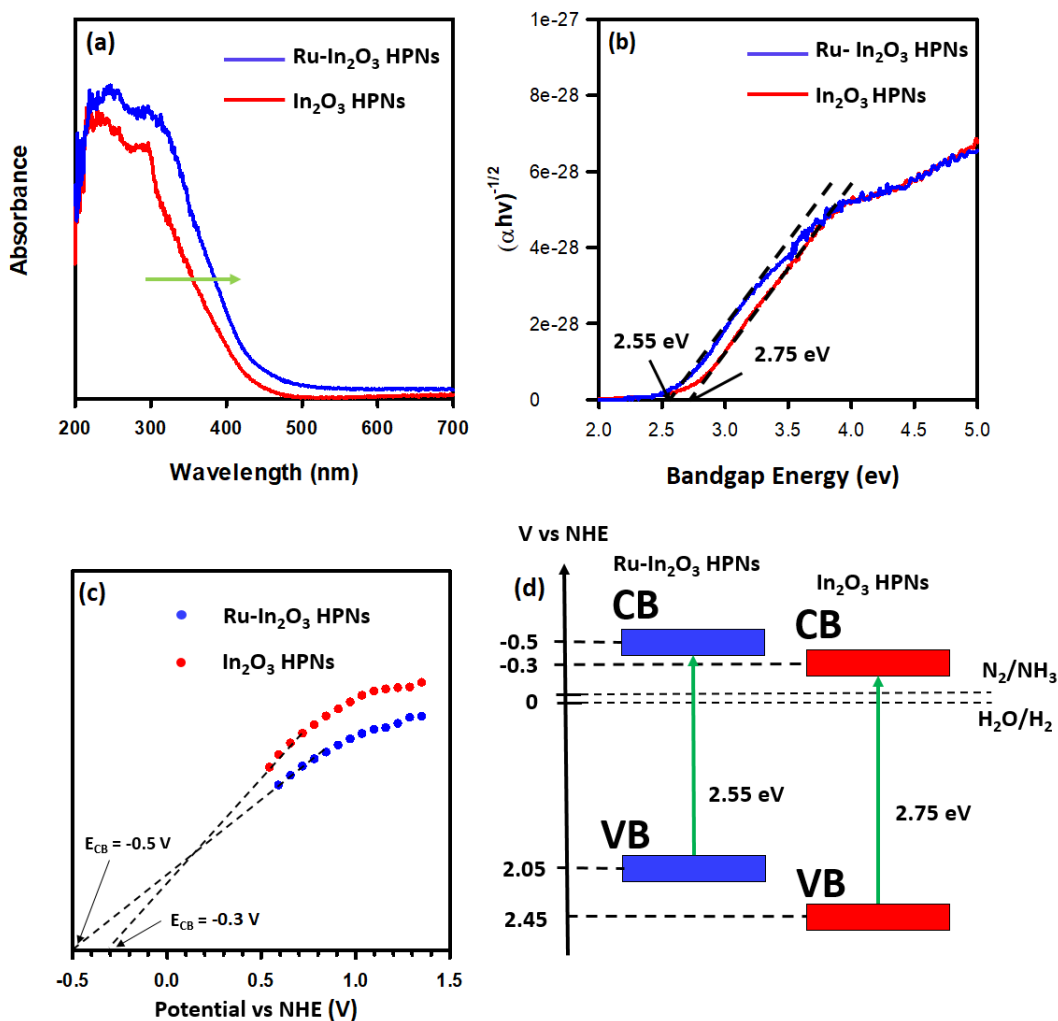 (a)
Ru-In₂O₃ HPNs
In₂O₃ HPNs
Absorbance
200 300 400 500 600 700
Wavelength (nm)
(b)
Ru- In₂O₃ HPNs
In₂O₃ HPNs
(αhv)⁻¹/²
1e-27
8e-28
6e-28
4e-28
2e-28
0
2.55 eV
2.75 eV
2.0 2.5 3.0 3.5 4.0 4.5 5.0
Bandgap Energy (ev)
(c)
Ru-In₂O₃ HPNs
In₂O₃ HPNs
E_CB = -0.5 V
E_CB = -0.3 V
-0.5 0.0 0.5 1.0 1.5
Potential vs NHE (V)
V vs NHE
(d)
Ru-In₂O₃ HPNs
In₂O₃ HPNs
CB
CB
-0.5
-0.3
0
N₂/NH₃
H₂O/H₂
2.55 eV
2.75 eV
VB
VB
2.05
2.45